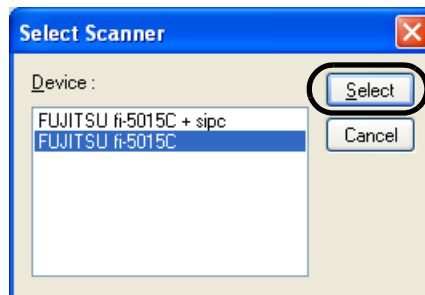 Select Scanner
Device :
Select
FUJITSU fi-5015C + sipc
FUJITSU fi-5015C
Cancel